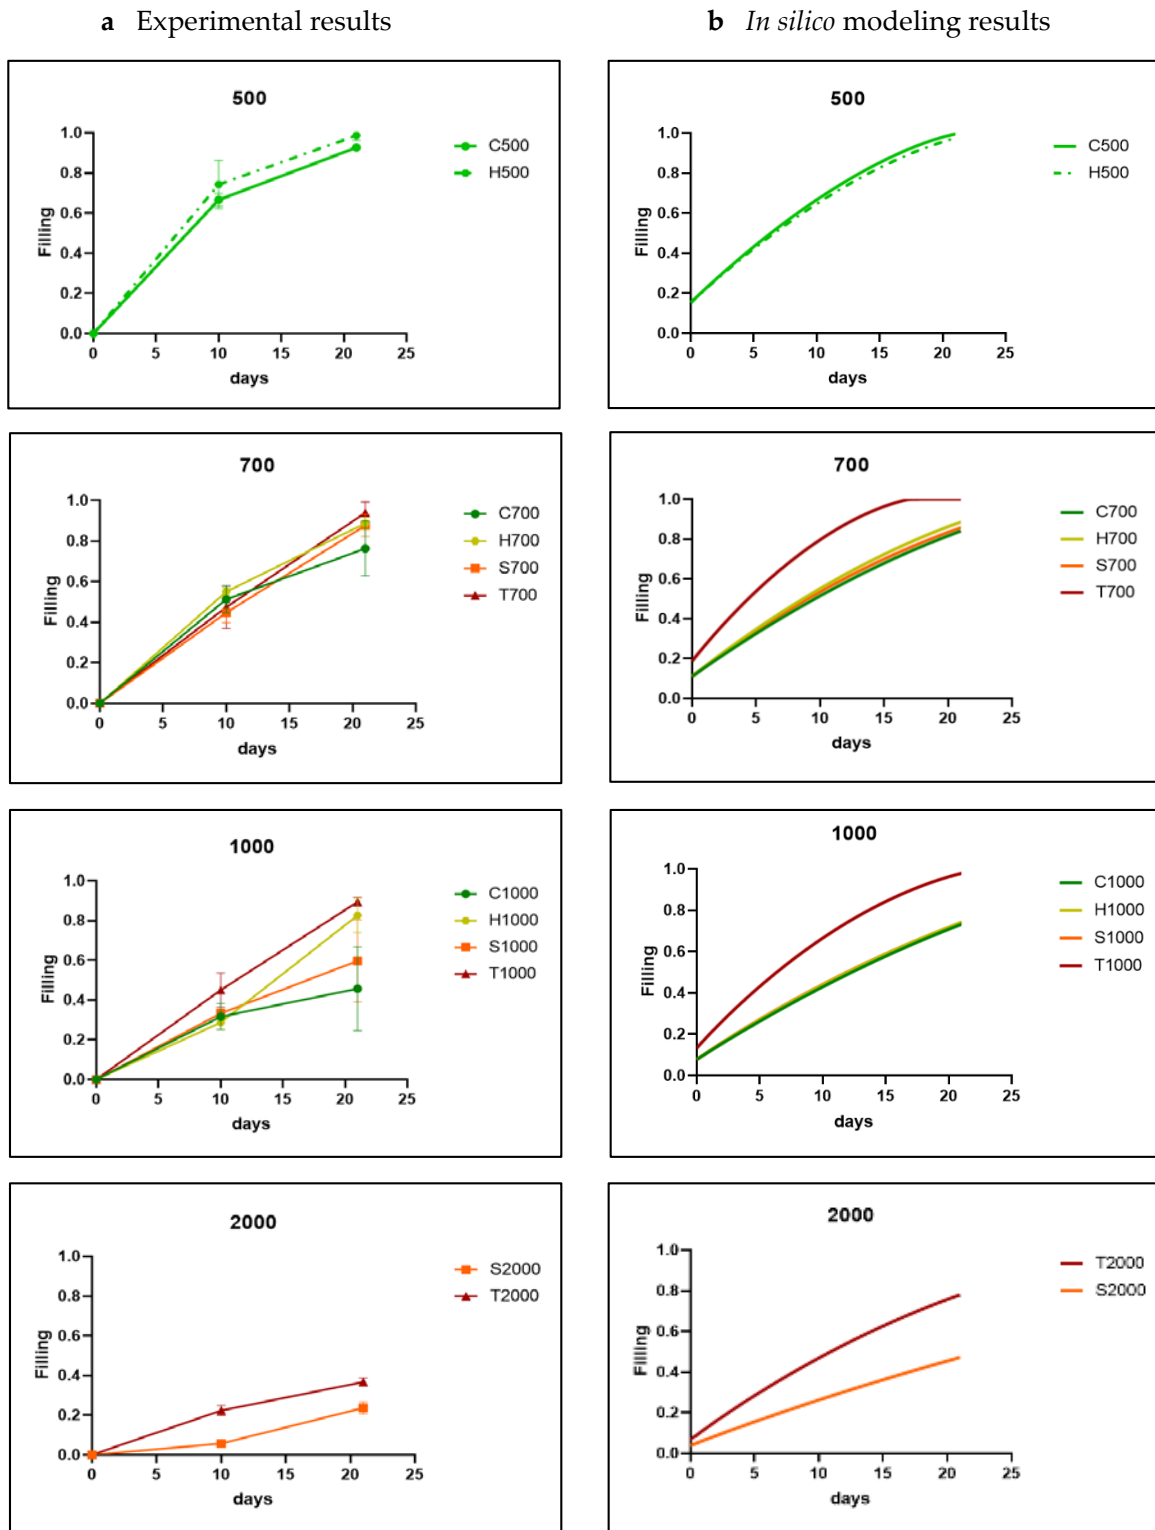 a Experimental results
b In silico modeling results
500
1.0
0.8
0.6
0.4
0.2
0.0
Filling
0 5 10 15 20 25
days
C500
H500
500
1.0
0.8
0.6
0.4
0.2
0.0
Filling
0 5 10 15 20 25
days
C500
H500
700
1.0
0.8
0.6
0.4
0.2
0.0
Filling
0 5 10 15 20 25
days
C700
H700
S700
T700
700
1.0
0.8
0.6
0.4
0.2
0.0
Filling
0 5 10 15 20 25
days
C700
H700
S700
T700
1000
1.0
0.8
0.6
0.4
0.2
0.0
Filling
0 5 10 15 20 25
days
C1000
H1000
S1000
T1000
1000
1.0
0.8
0.6
0.4
0.2
0.0
Filling
0 5 10 15 20 25
days
C1000
H1000
S1000
T1000
2000
1.0
0.8
0.6
0.4
0.2
0.0
Filling
0 5 10 15 20 25
days
S2000
T2000
2000
1.0
0.8
0.6
0.4
0.2
0.0
Filling
0 5 10 15 20 25
days
T2000
S2000